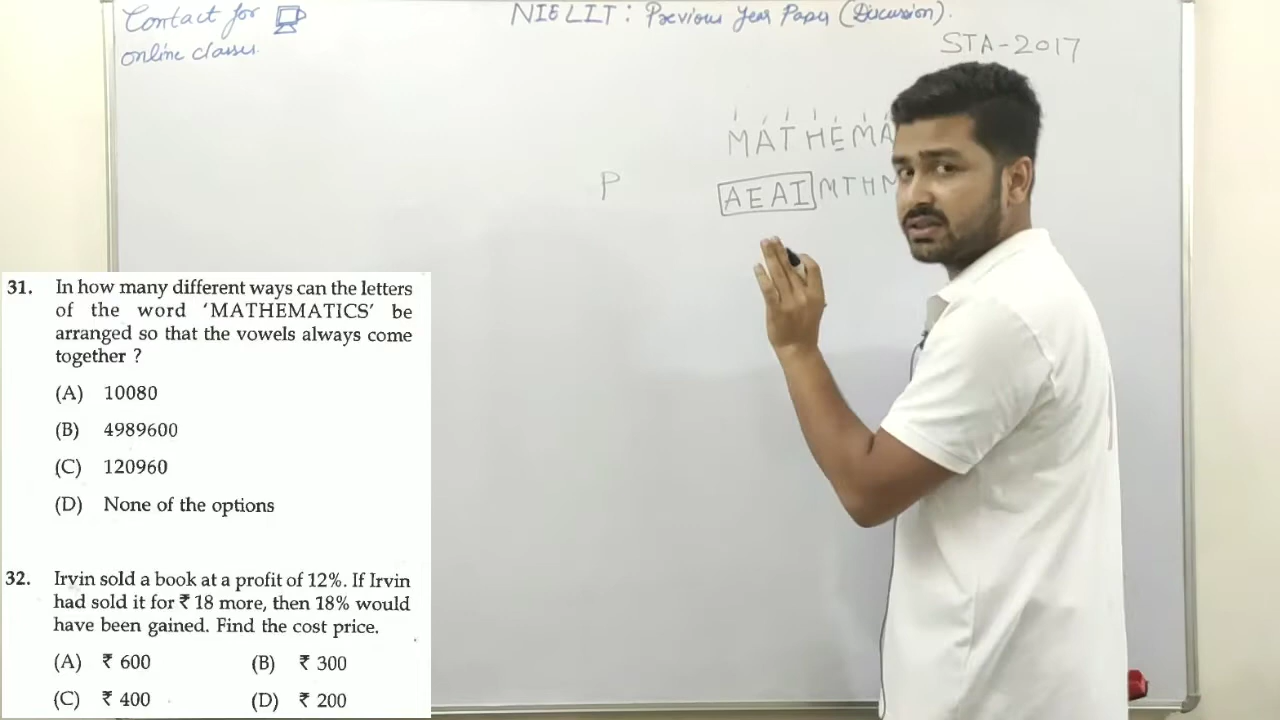 Contact for
online classes.
NIELIT : Previous Year Paper (Discussion).
STA-2017
MATHEMA
P
AEAI MTHM
31. In how many different ways can the letters
of the word ‘MATHEMATICS’ be
arranged so that the vowels always come
together ?
(A) 10080
(B) 4989600
(C) 120960
(D) None of the options
32. Irvin sold a book at a profit of 12%. If Irvin
had sold it for ₹ 18 more, then 18% would
have been gained. Find the cost price.
(A) ₹ 600 (B) ₹ 300
(C) ₹ 400 (D) ₹ 200